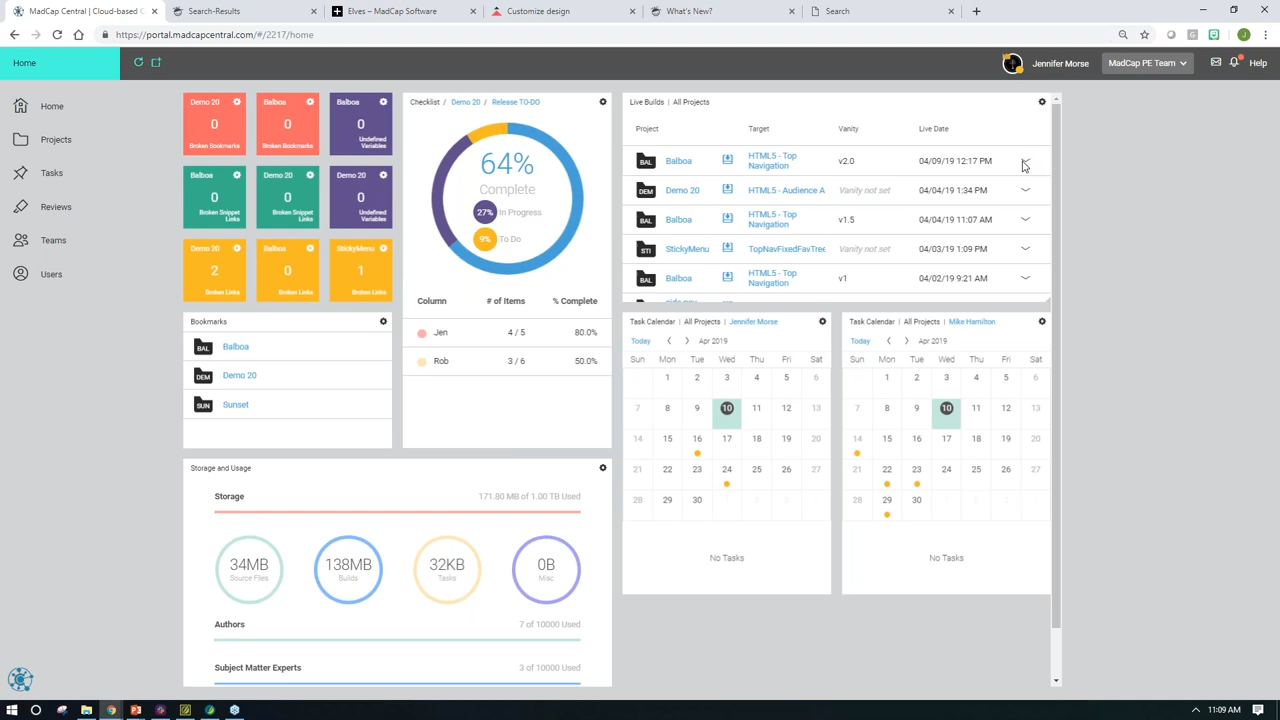 MadCap Central | Cloud-based C
Search-Results
Elves – MadCap Software
Customize design
What's New?
Search
https://portal.madcapcentral.com/#/2217/home
Home
Jennifer Morse
MadCap PE Team
Help
Home
Projects
Tasks
Reviews
Teams
Users
Demo 20
0
Broken Bookmarks
Balboa
0
Broken Bookmarks
Balboa
0
Undefined
Variables
Balboa
0
Broken Snippet
Links
Demo 20
0
Broken Snippet
Links
Demo 20
0
Undefined
Variables
Demo 20
2
Broken Links
Balboa
0
Broken Links
StickyMenu
1
Broken Links
Bookmarks
BAL Balboa
DEM Demo 20
SUN Sunset
Checklist / Demo 20 / Release TO-DO
64%
Complete
27% In Progress
9% To Do
Column # of Items % Complete
Jen 4 / 5 80.0%
Rob 3 / 6 50.0%
Storage and Usage
Storage 171.80 MB of 1.00 TB Used
34MB
Source Files
138MB
Builds
32KB
Tasks
0B
Misc
Authors 7 of 10000 Used
Subject Matter Experts 3 of 10000 Used
Live Builds | All Projects
Project Target Vanity Live Date
BAL Balboa HTML5 - Top
Navigation v2.0 04/09/19 12:17 PM
DEM Demo 20 HTML5 - Audience A Vanity not set 04/04/19 1:34 PM
BAL Balboa HTML5 - Top
Navigation v1.5 04/04/19 11:07 AM
STI StickyMenu TopNavFixedFavTree Vanity not set 04/03/19 1:09 PM
BAL Balboa HTML5 - Top
Navigation v1 04/02/19 9:21 AM
Task Calendar | All Projects | Jennifer Morse
Today Apr 2019
Sun Mon Tue Wed Thu Fri Sat
1 2 3 4 5 6
7 8 9 10 11 12 13
14 15 16 17 18 19 20
21 22 23 24 25 26 27
28 29 30
No Tasks
Task Calendar | All Projects | Mike Hamilton
Today Apr 2019
Sun Mon Tue Wed Thu Fri Sat
1 2 3 4 5 6
7 8 9 10 11 12 13
14 15 16 17 18 19 20
21 22 23 24 25 26 27
28 29 30
No Tasks
11:09 AM